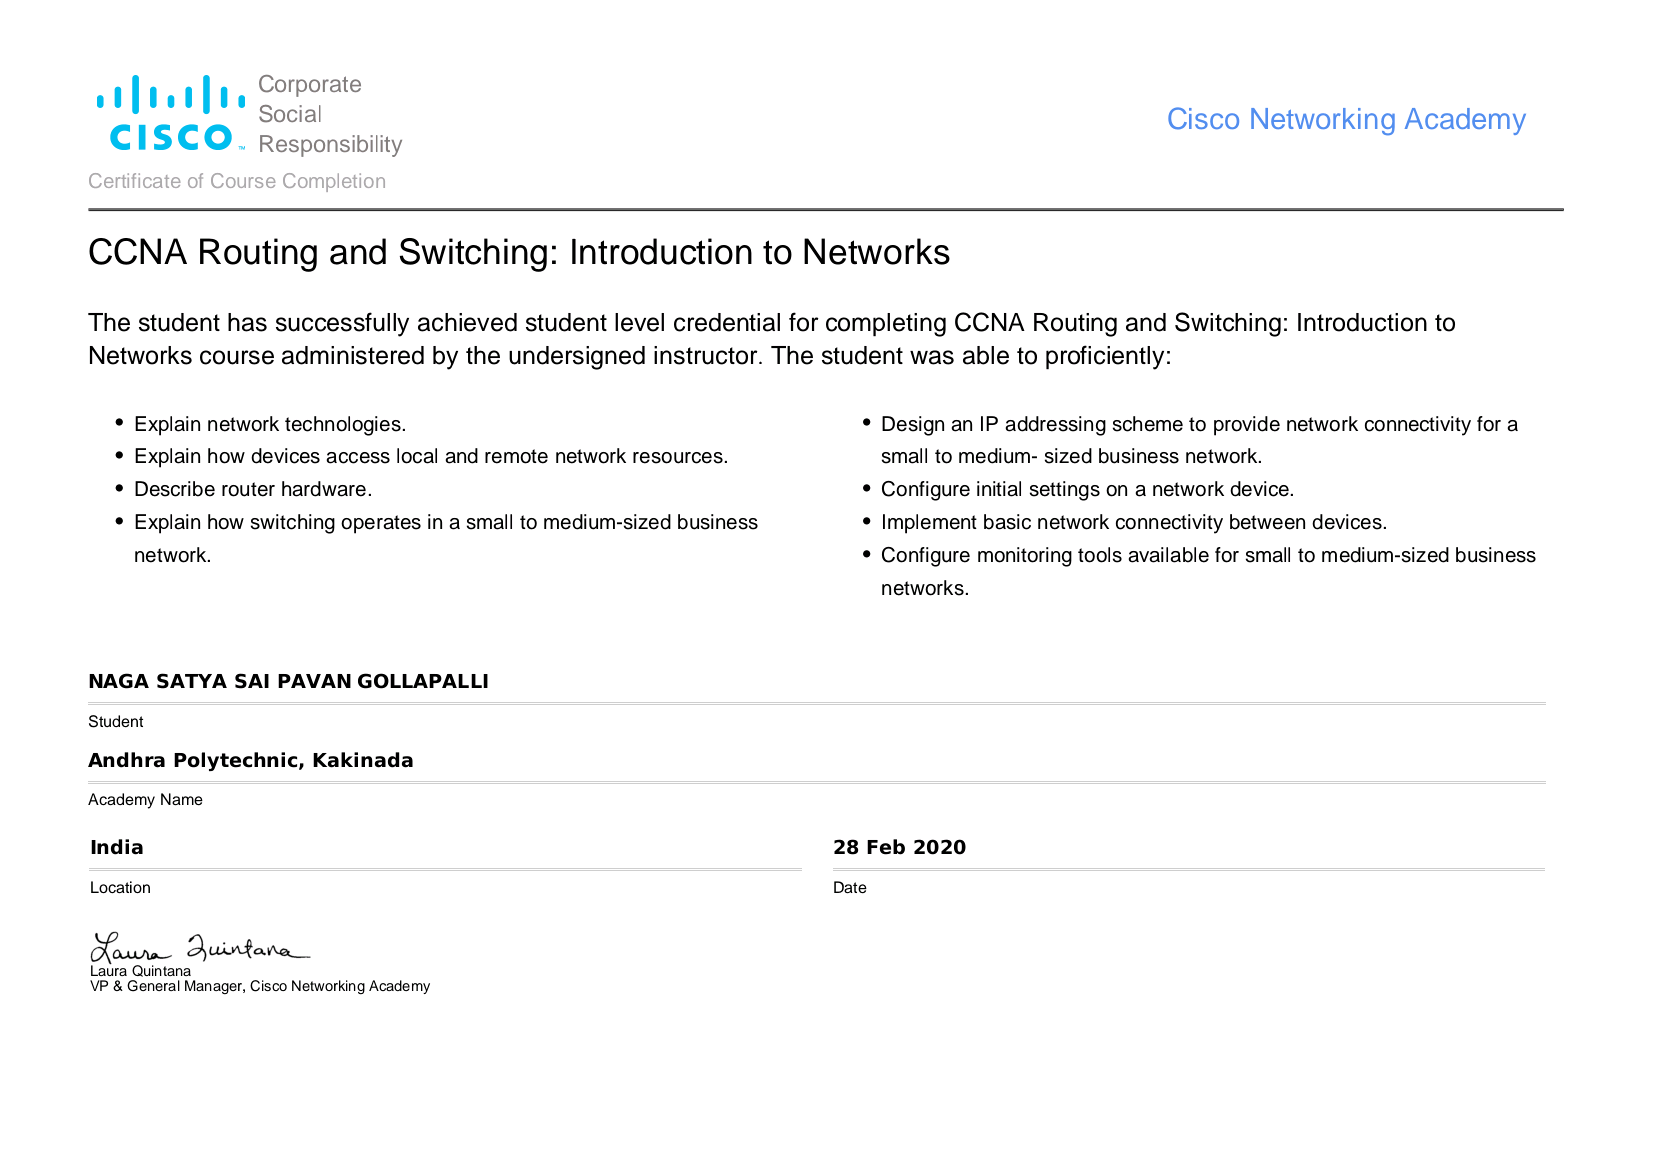 Corporate
Social
Responsibility
CISCO™
Cisco Networking Academy
Certificate of Course Completion
CCNA Routing and Switching: Introduction to Networks
The student has successfully achieved student level credential for completing CCNA Routing and Switching: Introduction to
Networks course administered by the undersigned instructor. The student was able to proficiently:
• Explain network technologies.
• Explain how devices access local and remote network resources.
• Describe router hardware.
• Explain how switching operates in a small to medium-sized business
network.
• Design an IP addressing scheme to provide network connectivity for a
small to medium- sized business network.
• Configure initial settings on a network device.
• Implement basic network connectivity between devices.
• Configure monitoring tools available for small to medium-sized business
networks.
NAGA SATYA SAI PAVAN GOLLAPALLI
Student
Andhra Polytechnic, Kakinada
Academy Name
India
Location
28 Feb 2020
Date
Laura Quintana
Laura Quintana
VP & General Manager, Cisco Networking Academy